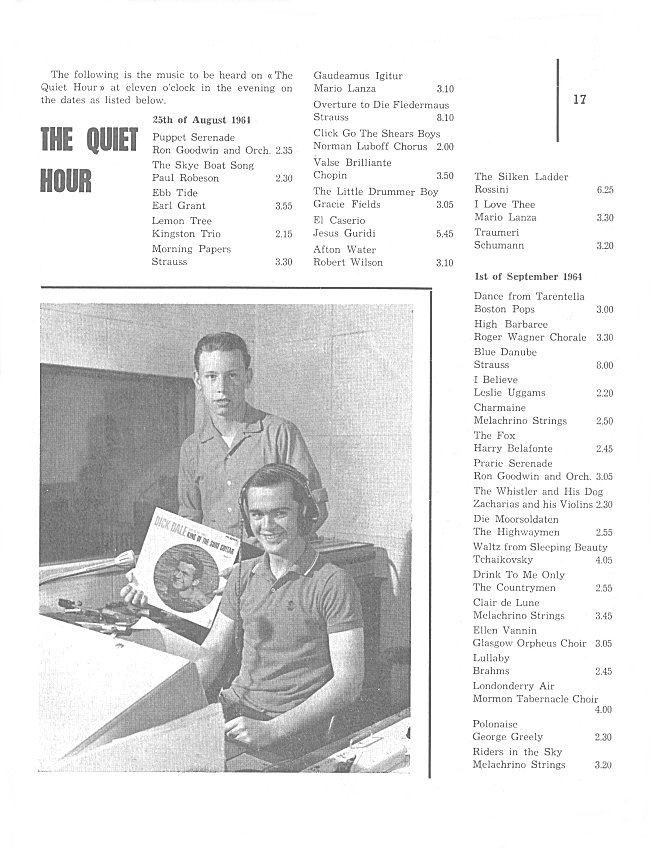 The following is the music to be heard on «The
Quiet Hour» at eleven o'clock in the evening on
the dates as listed below.
THE QUIET
HOUR
25th of August 1964
Puppet Serenade
Ron Goodwin and Orch. 2.35
The Skye Boat Song
Paul Robeson 2.30
Ebb Tide
Earl Grant 3.55
Lemon Tree
Kingston Trio 2.15
Morning Papers
Strauss 3.30
Gaudeamus Igitur
Mario Lanza 3.10
Overture to Die Fledermaus
Strauss 8.10
Click Go The Shears Boys
Norman Luboff Chorus 2.00
Valse Brilliante
Chopin 3.50
The Little Drummer Boy
Gracie Fields 3.05
El Caserio
Jesus Guridi 5.45
Afton Water
Robert Wilson 3.10
17
The Silken Ladder
Rossini 6.25
I Love Thee
Mario Lanza 3.30
Traumeri
Schumann 3.20
1st of September 1964
Dance from Tarentella
Boston Pops 3.00
High Barbaree
Roger Wagner Chorale 3.30
Blue Danube
Strauss 8.00
I Believe
Leslie Uggams 2.20
Charmaine
Melachrino Strings 2.50
The Fox
Harry Belafonte 2.45
Prarie Serenade
Ron Goodwin and Orch. 3.05
The Whistler and His Dog
Zacharias and his Violins 2.30
Die Moorsoldaten
The Highwaymen 2.55
Waltz from Sleeping Beauty
Tchaikovsky 4.05
Drink To Me Only
The Countrymen 2.55
Clair de Lune
Melachrino Strings 3.45
Ellen Vannin
Glasgow Orpheus Choir 3.05
Lullaby
Brahms 2.45
Londonderry Air
Mormon Tabernacle Choir
4.00
Polonaise
George Greely 2.30
Riders in the Sky
Melachrino Strings 3.20
DICK DALE
KING OF THE SURF GUITAR